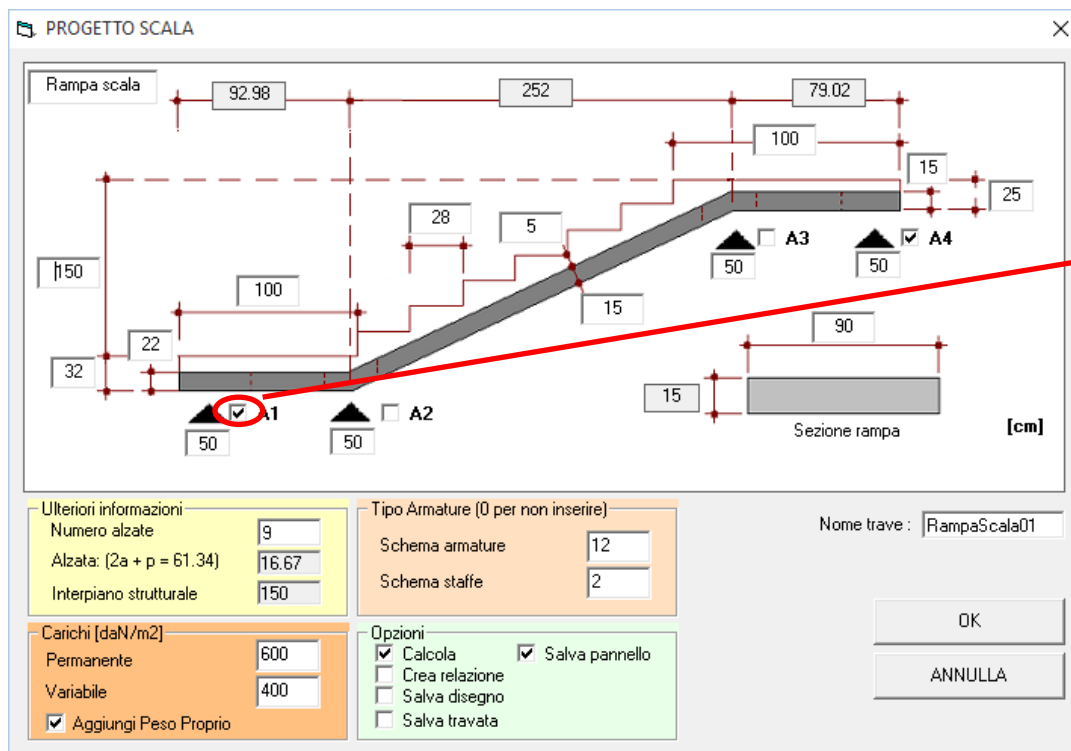 PROGETTO SCALA
Rampa scala
92.98
252
79.02
100
15
25
28
5
A3
A4
50
50
150
100
15
22
32
90
A1
A2
50
50
15
Sezione rampa
[cm]
Ulteriori informazioni
Numero alzate 9
Alzata: (2a + p = 61.34) 16.67
Interpiano strutturale 150
Tipo Armature (0 per non inserire)
Schema armature 12
Schema staffe 2
Nome trave : RampaScala01
Carichi [daN/m2]
Permanente 600
Variabile 400
Aggiungi Peso Proprio
Opzioni
Calcola Salva pannello
Crea relazione
Salva disegno
Salva travata
OK
ANNULLA